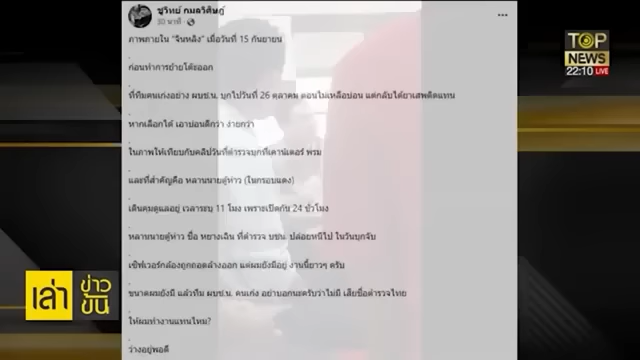 ชูวิทย์ กมลวิศิษฎ์
30 นาที ·
ภาพภายใน "จินหลิง" เมื่อวันที่ 15 กันยายน
.
ก่อนทำการย้ายโต๊ะออก
.
ที่ทีมคนเก่งอย่าง ผบช.น. บุกไปวันที่ 26 ตุลาคม ตอนไม่เหลือบ่อน แต่กลับได้ยาเสพติดแทน
.
หากเลือกได้ เอาบ่อนดีกว่า ง่ายกว่า
.
ในภาพให้เทียบกับคลิปวันที่ตำรวจบุกที่เคาน์เตอร์ พรม
.
และที่สำคัญคือ หลานนายตู้ห่าว (ในกรอบแดง)
.
เดินคุมดูแลอยู่ เวลาระบุ 11 โมง เพราะเปิดกัน 24 ชั่วโมง
.
หลานนายตู้ห่าว ชื่อ หยางเฉิน ที่ตำรวจ บชน. ปล่อยหนีไป ในวันบุกจับ
.
เซิฟเวอร์กล้องถูกถอดล้างออก แต่ผมยังมีอยู่ งานนี้ยาวๆ ครับ
.
ขนาดผมยังมี แล้วทีม ผบช.น. คนเก่ง อย่าบอกนะครับว่าไม่มี เสียชื่อตำรวจไทย
.
ให้ผมทำงานแทนไหม?
.
ว่างอยู่พอดี
TOP NEWS
22:10 LIVE
เล่า ข่าว ข้น